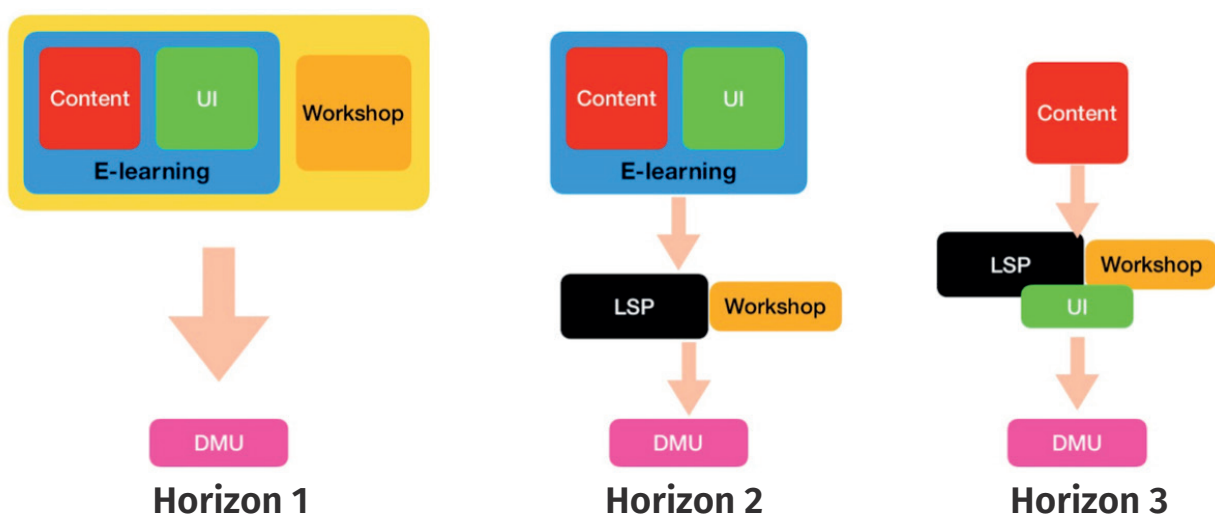 Content
UI
Workshop
E-learning
DMU
Horizon 1
Content
UI
E-learning
LSP
Workshop
DMU
Horizon 2
Content
LSP
Workshop
UI
DMU
Horizon 3